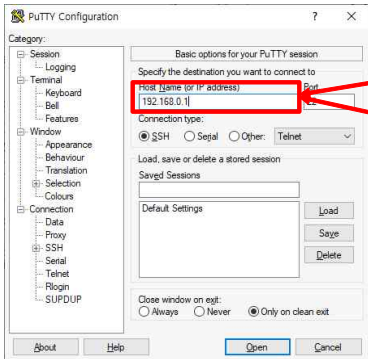 PuTTY Configuration
?
Category:
Session
Logging
Terminal
Keyboard
Bell
Features
Window
Appearance
Behaviour
Translation
Selection
Colours
Connection
Data
Proxy
SSH
Serial
Telnet
Rlogin
SUPDUP
Basic options for your PuTTY session
Specify the destination you want to connect to
Host Name (or IP address)
Port
192.168.0.1
22
Connection type:
SSH
Serial
Other:
Telnet
Load, save or delete a stored session
Saved Sessions
Default Settings
Load
Save
Delete
Close window on exit:
Always
Never
Only on clean exit
About
Help
Open
Cancel